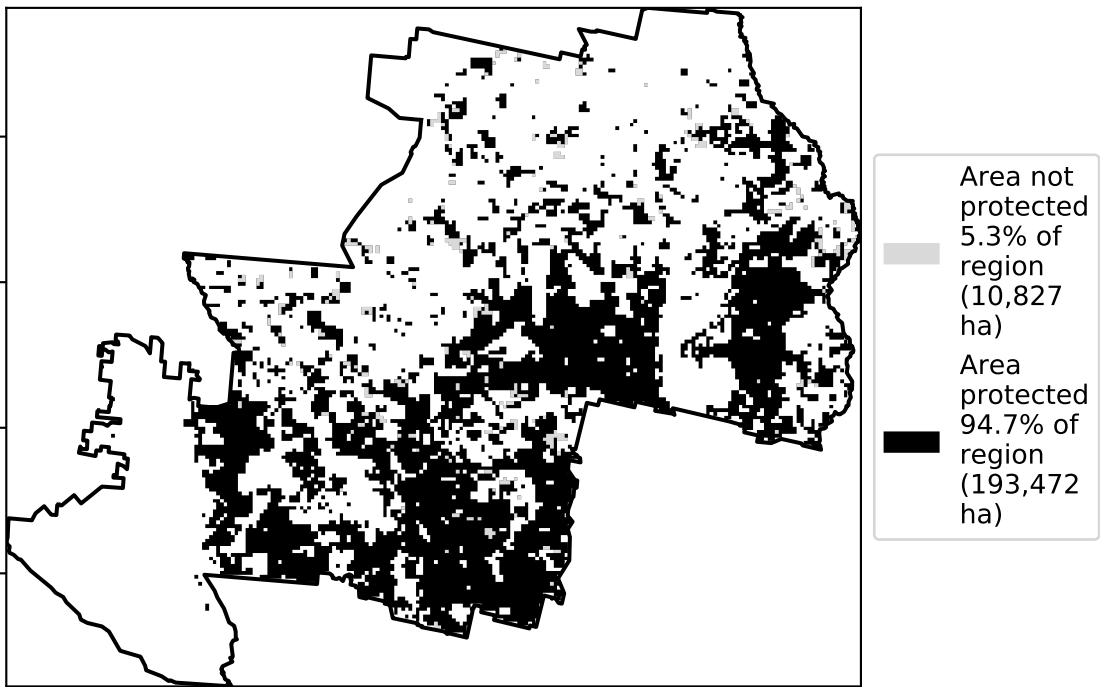 Area not
protected
5.3% of
region
(10,827
ha)
Area
protected
94.7% of
region
(193,472
ha)